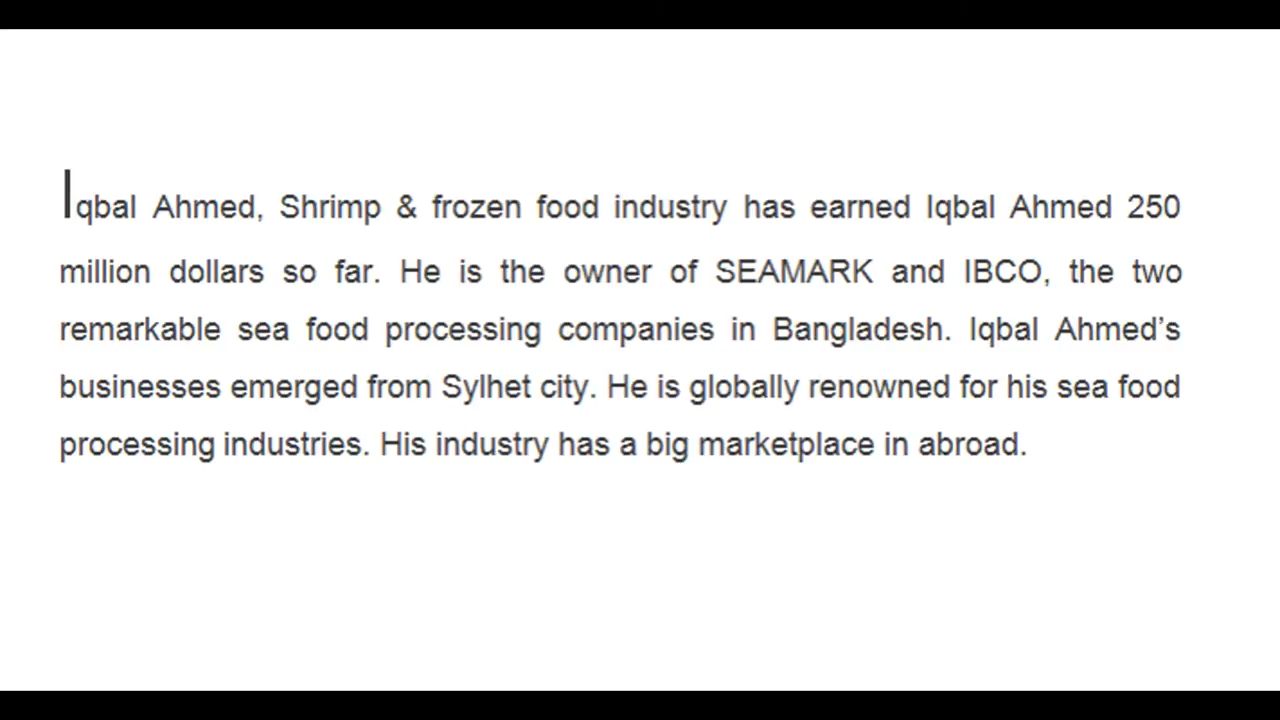 Iqbal Ahmed, Shrimp & frozen food industry has earned Iqbal Ahmed 250
million dollars so far. He is the owner of SEAMARK and IBCO, the two
remarkable sea food processing companies in Bangladesh. Iqbal Ahmed’s
businesses emerged from Sylhet city. He is globally renowned for his sea food
processing industries. His industry has a big marketplace in abroad.